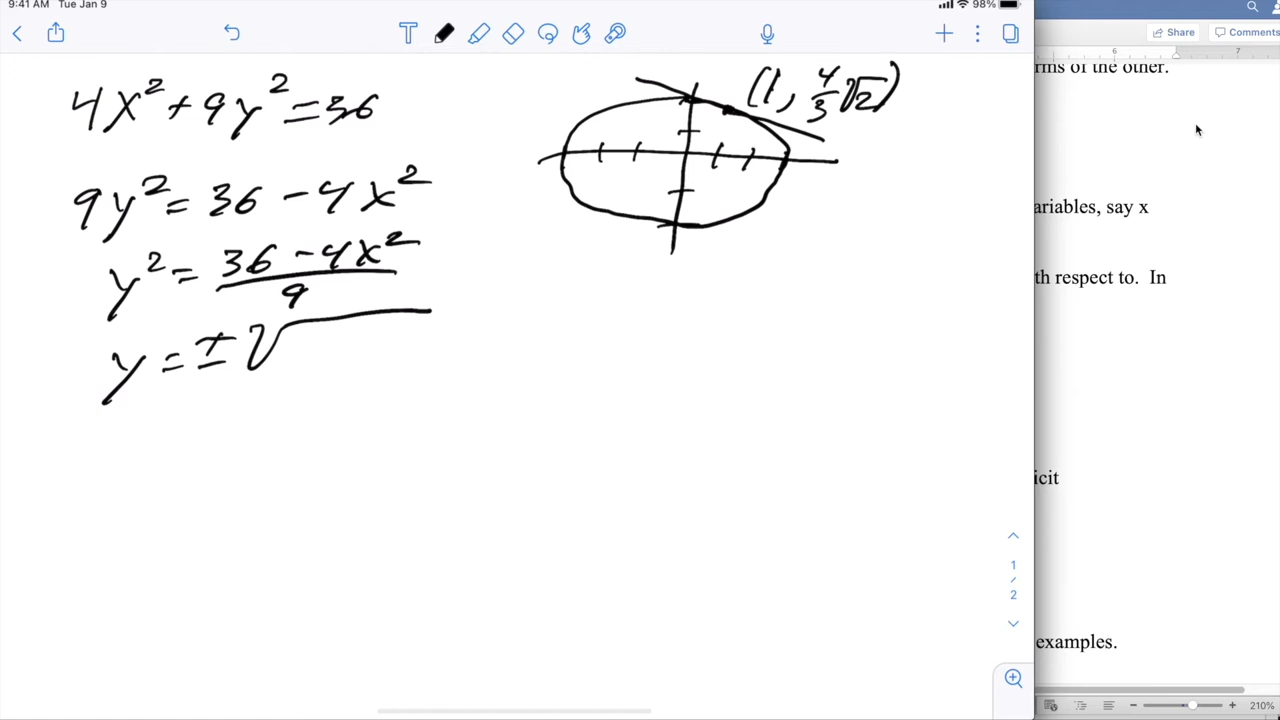 9:41 AM Tue Jan 9
98%
Share
Comments
6
7
4x² + 9y² = 36
(1, 4/3 √2)
rms of the other.
9y² = 36 - 4x²
ariables, say x
y² = (36 - 4x²)/9
th respect to. In
y = ± √
icit
1
/
2
examples.
210%